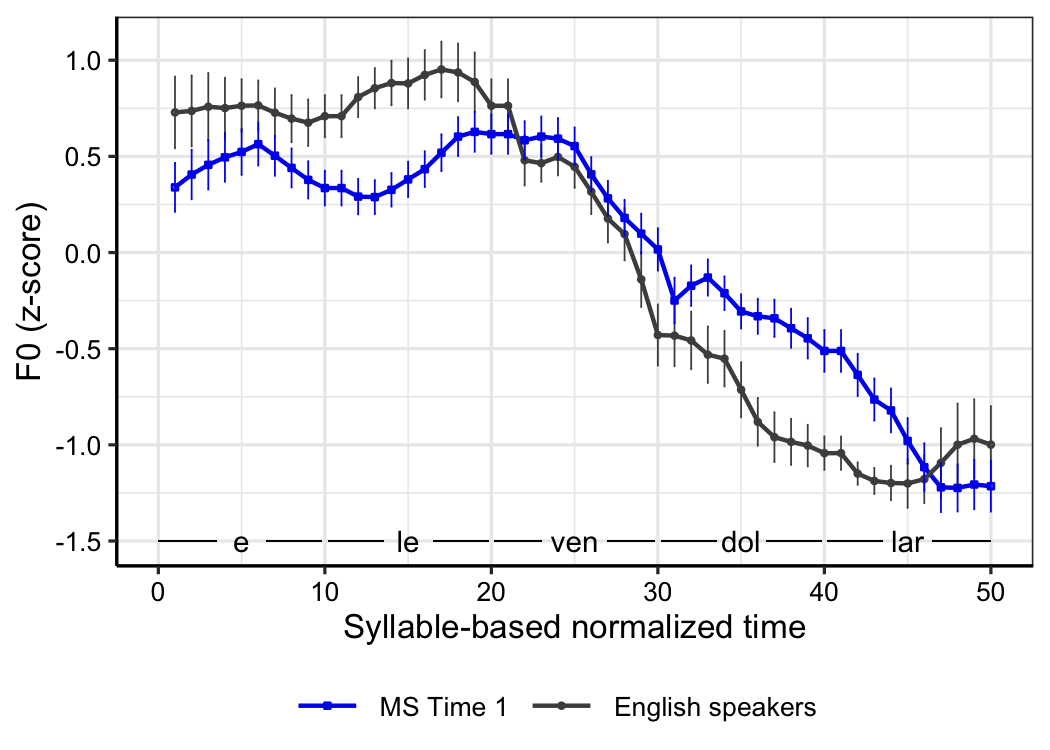 1.0
0.5
0.0
-0.5
-1.0
-1.5
F0 (z-score)
e le ven dol lar
0 10 20 30 40 50
Syllable-based normalized time
MS Time 1 English speakers